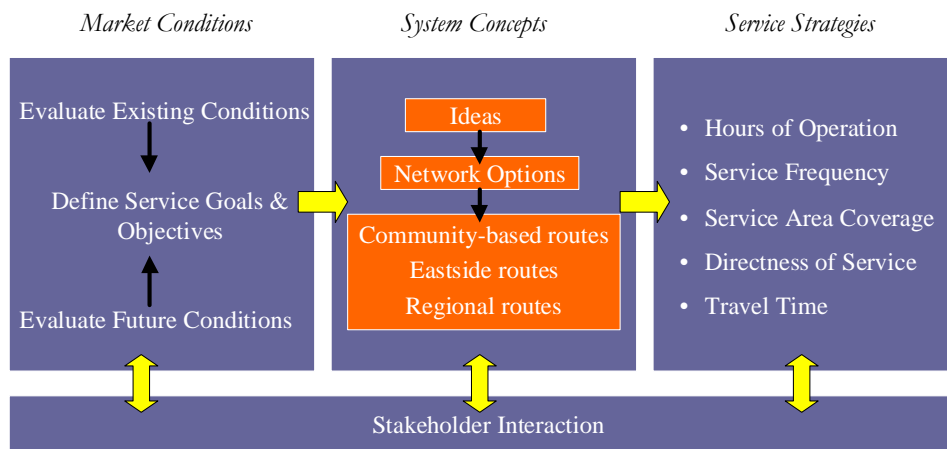 Market Conditions
System Concepts
Service Strategies
Evaluate Existing Conditions
Define Service Goals &
Objectives
Evaluate Future Conditions
Ideas
Network Options
Community-based routes
Eastside routes
Regional routes
• Hours of Operation
• Service Frequency
• Service Area Coverage
• Directness of Service
• Travel Time
Stakeholder Interaction